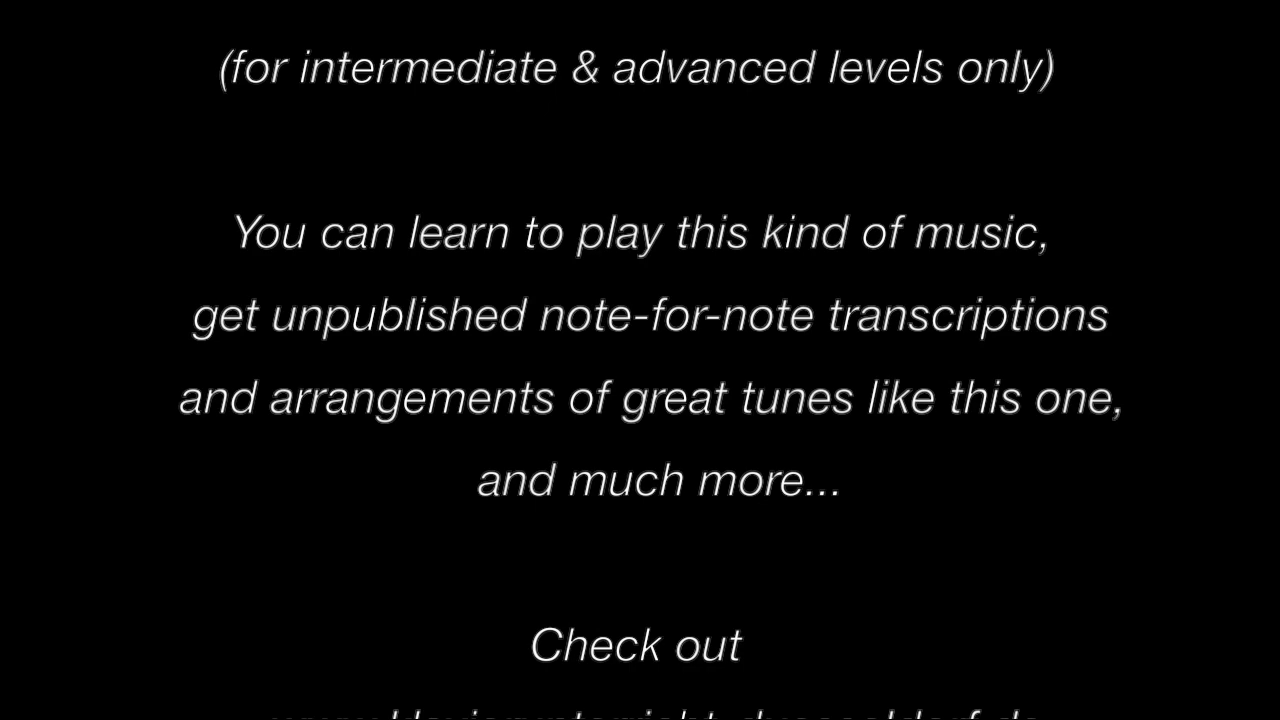 (for intermediate & advanced levels only)
You can learn to play this kind of music,
get unpublished note-for-note transcriptions
and arrangements of great tunes like this one,
and much more...
Check out